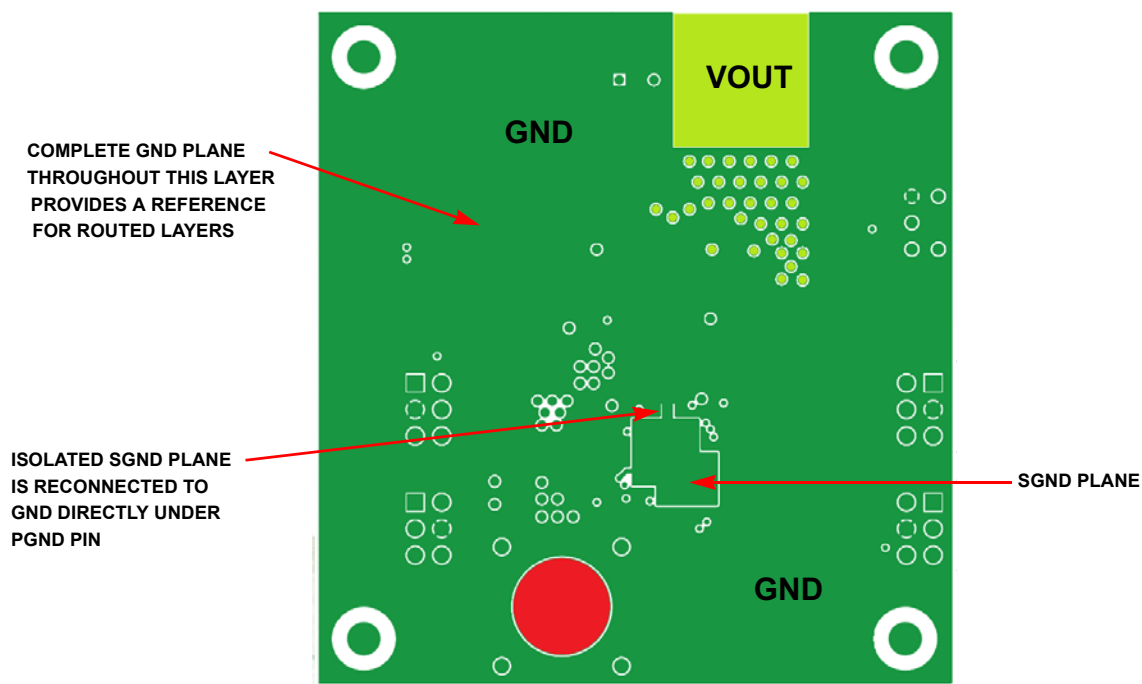 VOUT
GND
COMPLETE GND PLANE
THROUGHOUT THIS LAYER
PROVIDES A REFERENCE
FOR ROUTED LAYERS
ISOLATED SGND PLANE
IS RECONNECTED TO
GND DIRECTLY UNDER
PGND PIN
SGND PLANE
GND